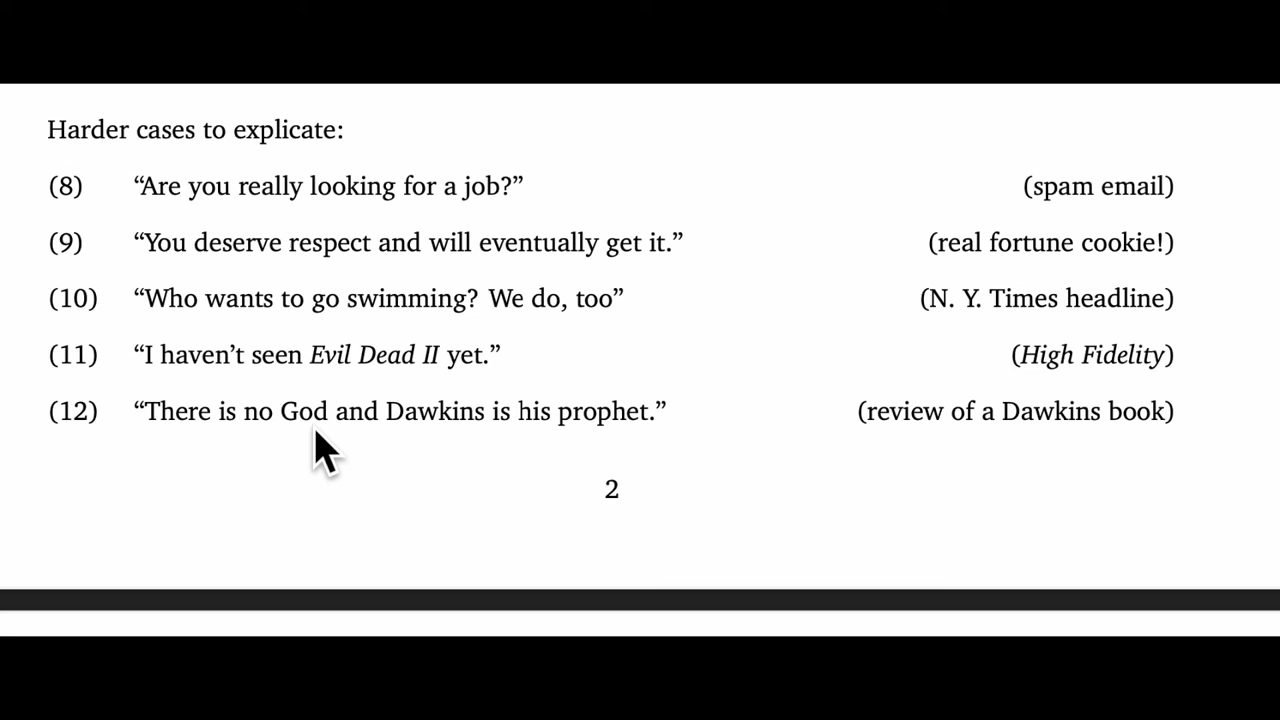 Harder cases to explicate:
(8) “Are you really looking for a job?” (spam email)
(9) “You deserve respect and will eventually get it.” (real fortune cookie!)
(10) “Who wants to go swimming? We do, too” (N. Y. Times headline)
(11) “I haven’t seen Evil Dead II yet.” (High Fidelity)
(12) “There is no God and Dawkins is his prophet.” (review of a Dawkins book)
2